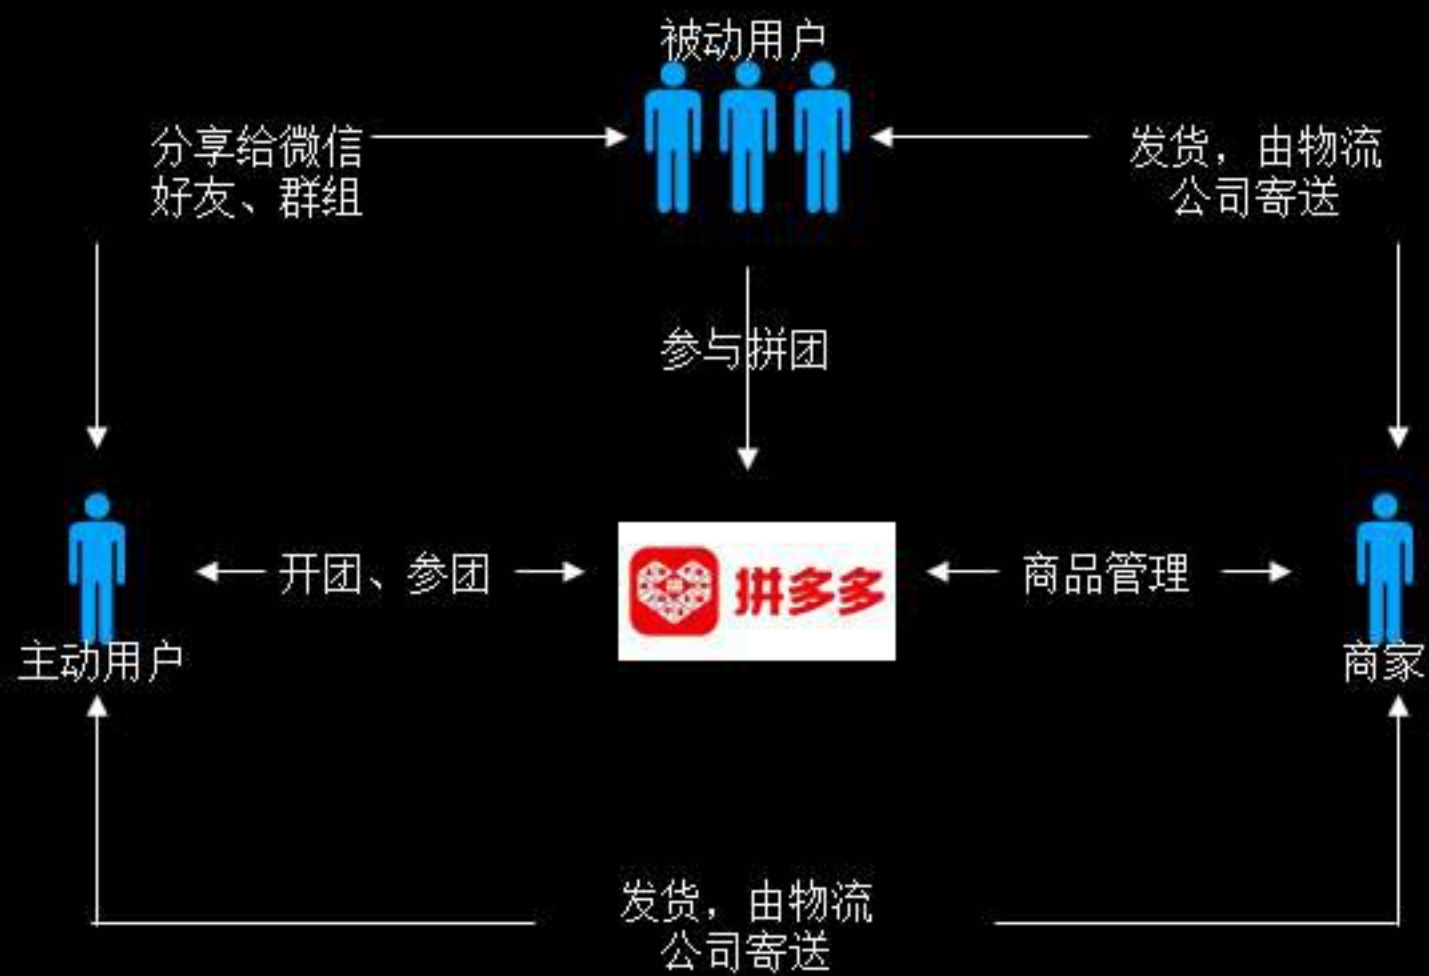 被动用户
分享给微信
好友、群组
发货，由物流
公司寄送
参与拼团
开团、参团
拼多多
商品管理
主动用户
商家
发货，由物流
公司寄送